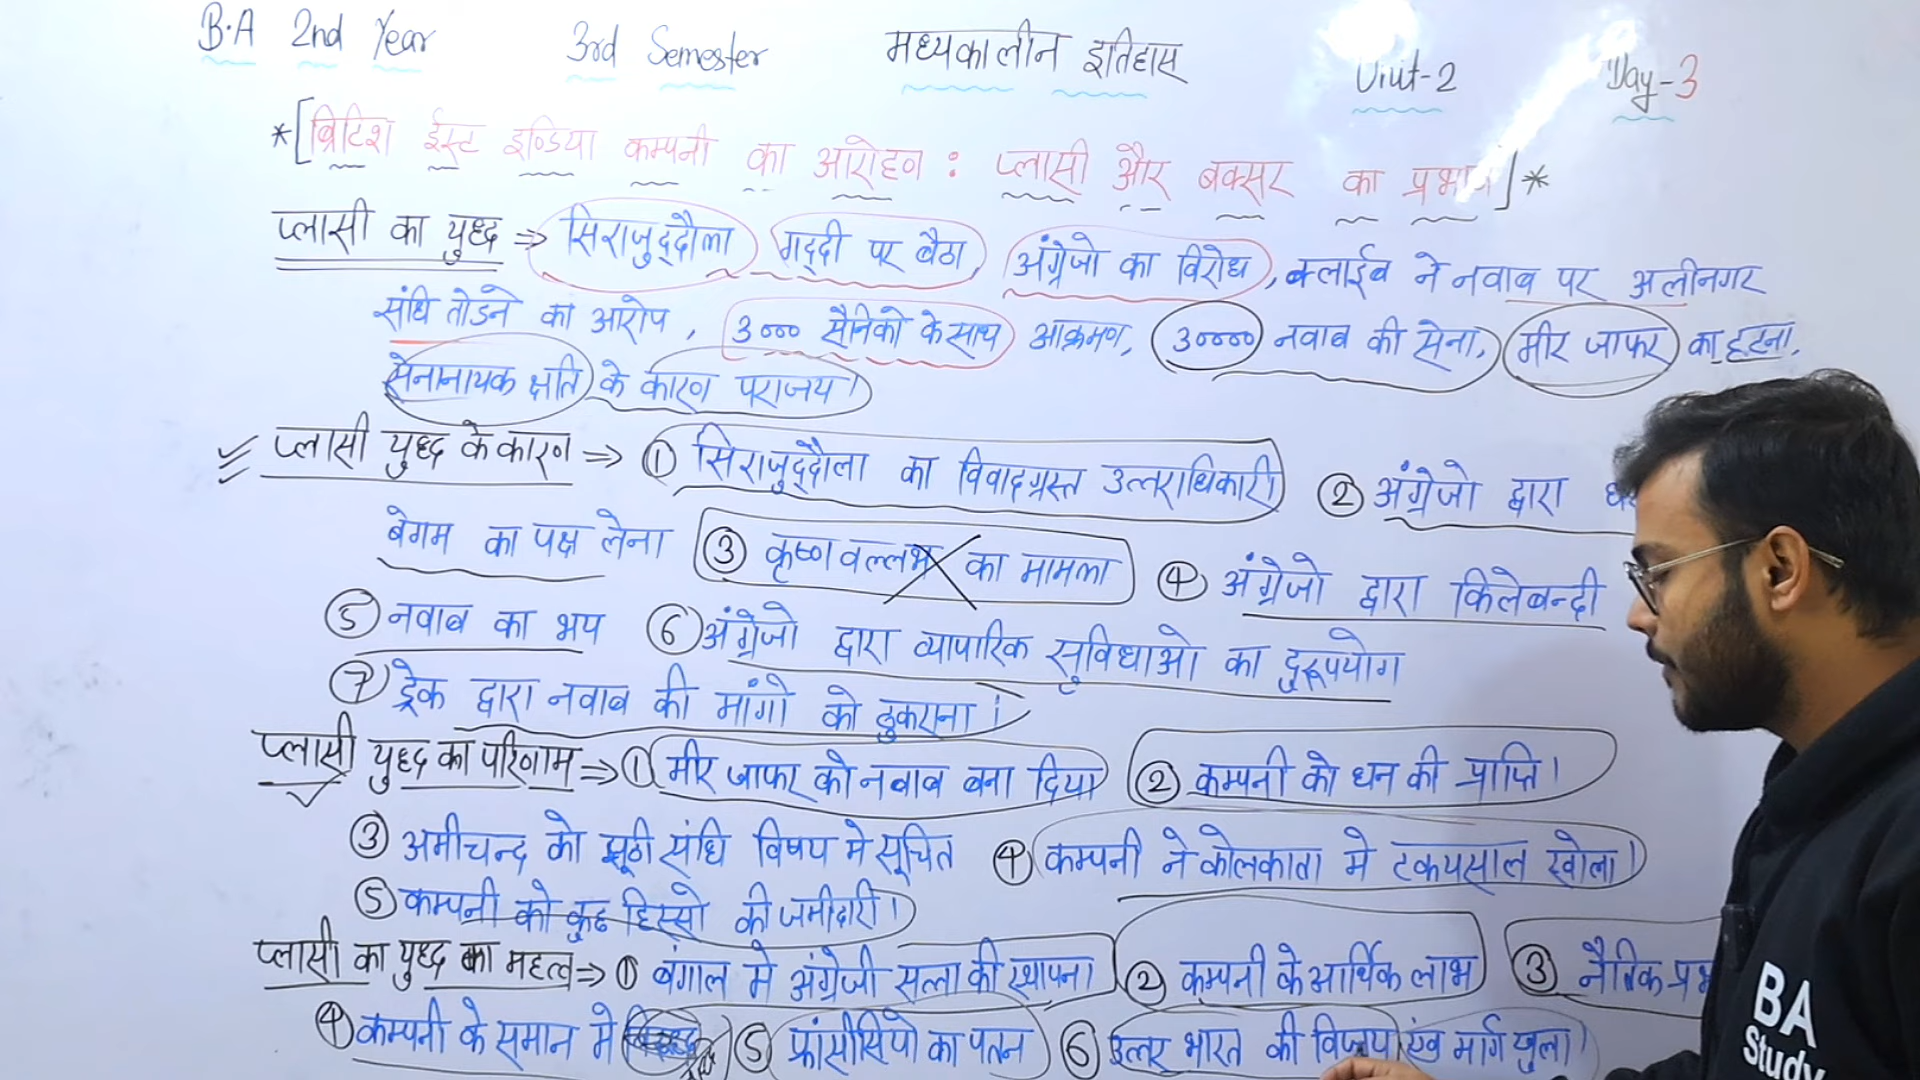 B.A 2nd Year 3rd Semester मध्यकालीन इतिहास Unit-2 Day-3
*[ब्रिटिश ईस्ट इण्डिया कम्पनी का आरोहन : प्लासी और बक्सर का प्रभाव]*
प्लासी का युद्ध ⇒ सिराजुद्दौला गद्दी पर बैठा, अंग्रेजो का विरोध, क्लाईव ने नवाब पर अलीनगर
संधि तोडने का आरोप, 3000 सैनिको के साथ आक्रमण, 30000 नवाब की सेना, मीर जाफर का हटना,
सेनानायक क्षति के कारण पराजय।
प्लासी युद्ध के कारण ⇒ ① सिराजुद्दौला का विवादग्रस्त उत्तराधिकारी ② अंग्रेजो द्वारा
बेगम का पक्ष लेना ③ कृष्णवल्लभ का मामला ④ अंग्रेजो द्वारा किलेबन्दी
⑤ नवाब का भय ⑥ अंग्रेजो द्वारा व्यापारिक सुविधाओ का दुरूपयोग
⑦ ड्रेक द्वारा नवाब की मांगो को ठुकराना।
प्लासी युद्ध का परिणाम ⇒ ① मीर जाफर को नवाब बना दिया ② कम्पनी को धन की प्राप्ति।
③ अमीचन्द को झूठी संधि विषय मे सूचित ④ कम्पनी ने कोलकाता मे टकयसाल खोला।
⑤ कम्पनी को कुछ हिस्सो की जमीदारी।
प्लासी का युद्ध का महत्व ⇒ ① बंगाल मे अंग्रेजी सत्ता की स्थापना ② कम्पनी के आर्थिक लाभ ③ नैतिक
④ कम्पनी के समान मे ⑤ फ्रांसीसियो का पतन ⑥ उत्तर भारत की विजय एंव मार्ग खुला।
BA
Study